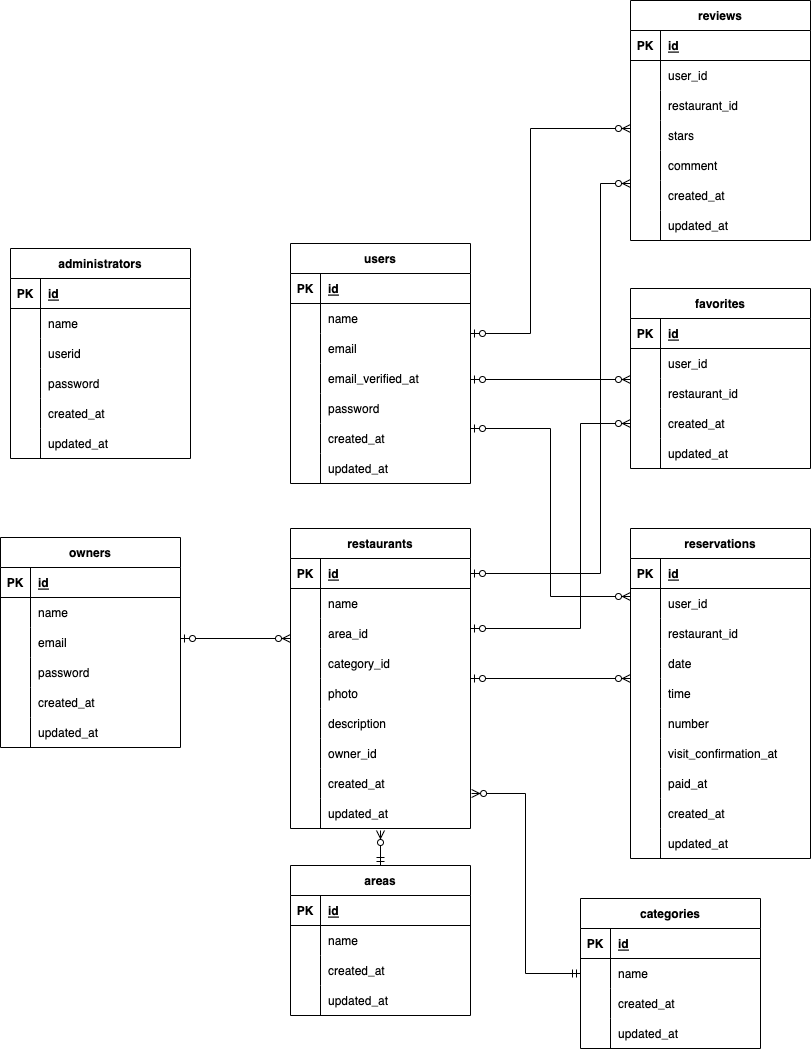 reviews
PK id
user_id
restaurant_id
stars
comment
created_at
updated_at
administrators
PK id
name
userid
password
created_at
updated_at
users
PK id
name
email
email_verified_at
password
created_at
updated_at
favorites
PK id
user_id
restaurant_id
created_at
updated_at
owners
PK id
name
email
password
created_at
updated_at
restaurants
PK id
name
area_id
category_id
photo
description
owner_id
created_at
updated_at
reservations
PK id
user_id
restaurant_id
date
time
number
visit_confirmation_at
paid_at
created_at
updated_at
areas
PK id
name
created_at
updated_at
categories
PK id
name
created_at
updated_at